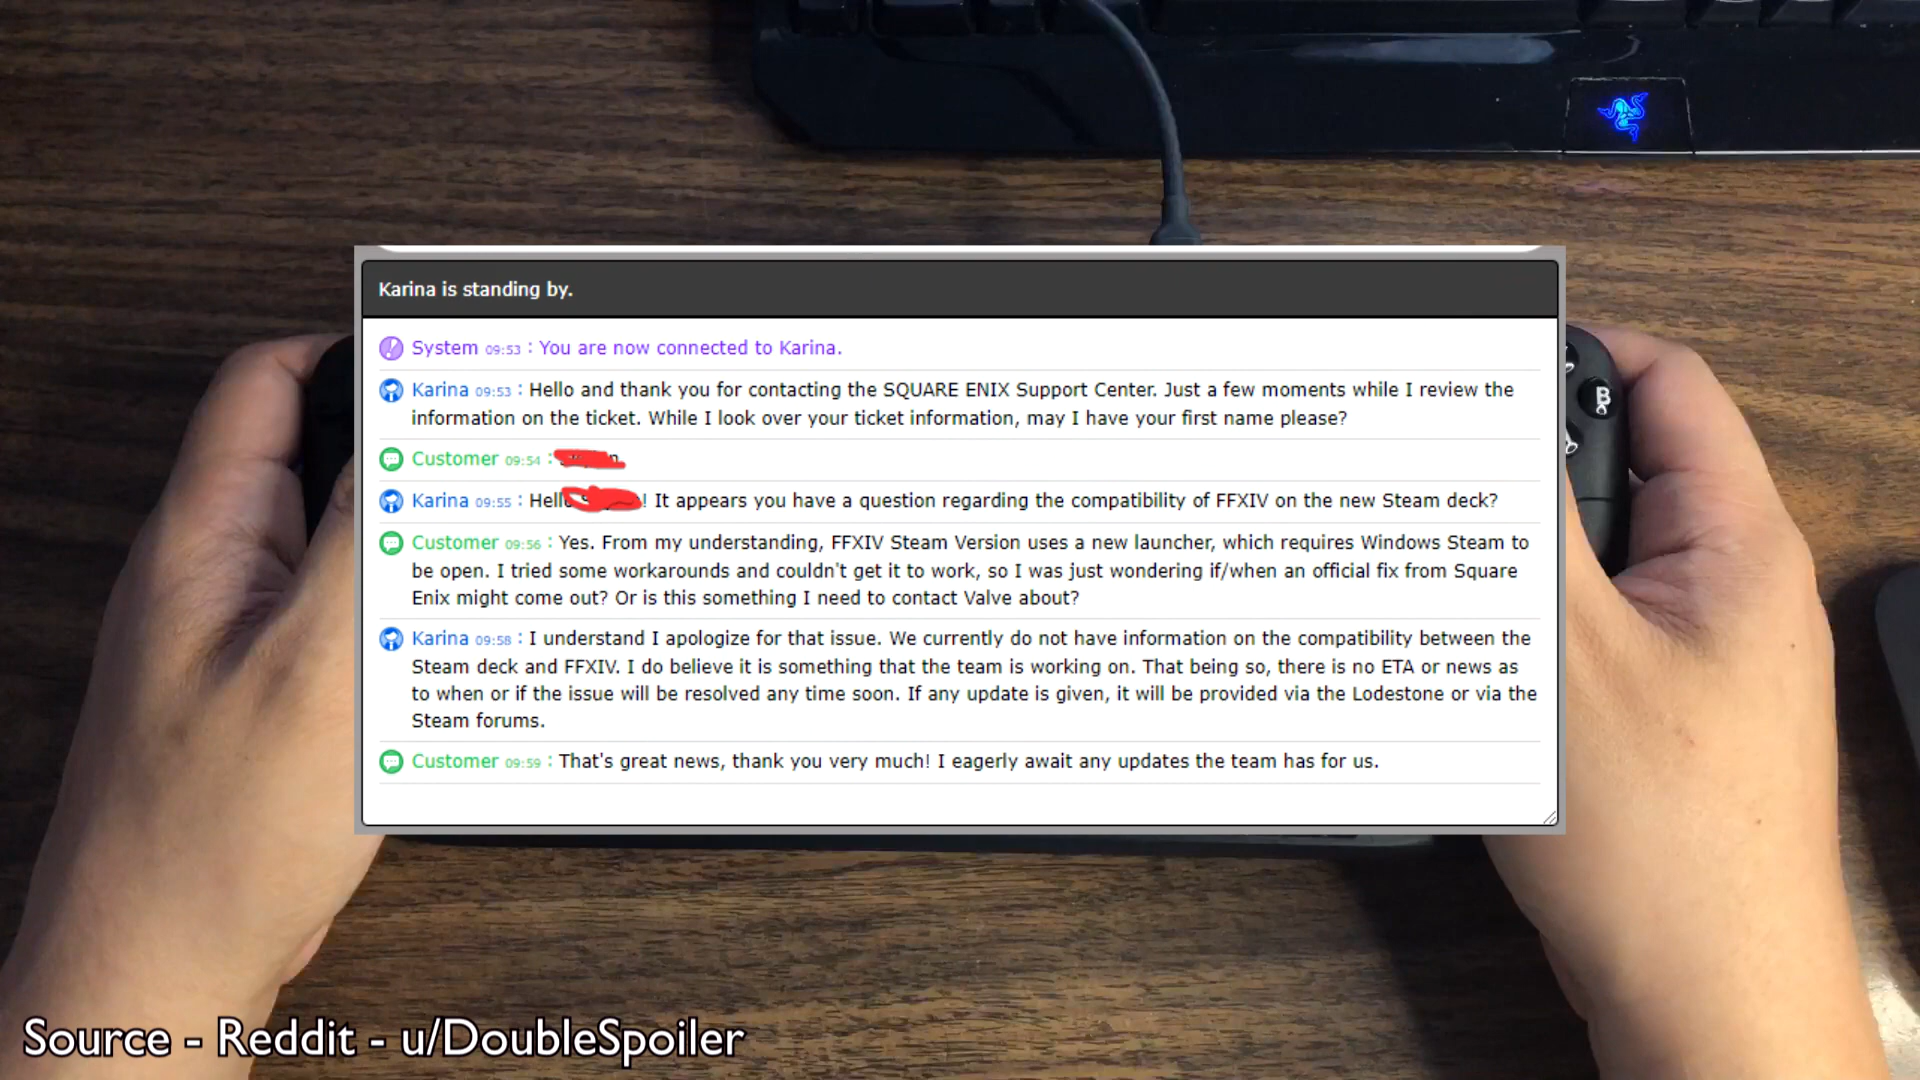 Karina is standing by.
System 09:53 : You are now connected to Karina.
Karina 09:53 : Hello and thank you for contacting the SQUARE ENIX Support Center. Just a few moments while I review the
information on the ticket. While I look over your ticket information, may I have your first name please?
Customer 09:54 :
Karina 09:55 : Hello ! It appears you have a question regarding the compatibility of FFXIV on the new Steam deck?
Customer 09:56 : Yes. From my understanding, FFXIV Steam Version uses a new launcher, which requires Windows Steam to
be open. I tried some workarounds and couldn't get it to work, so I was just wondering if/when an official fix from Square
Enix might come out? Or is this something I need to contact Valve about?
Karina 09:58 : I understand I apologize for that issue. We currently do not have information on the compatibility between the
Steam deck and FFXIV. I do believe it is something that the team is working on. That being so, there is no ETA or news as
to when or if the issue will be resolved any time soon. If any update is given, it will be provided via the Lodestone or via the
Steam forums.
Customer 09:59 : That's great news, thank you very much! I eagerly await any updates the team has for us.
B
Source - Reddit - u/DoubleSpoiler